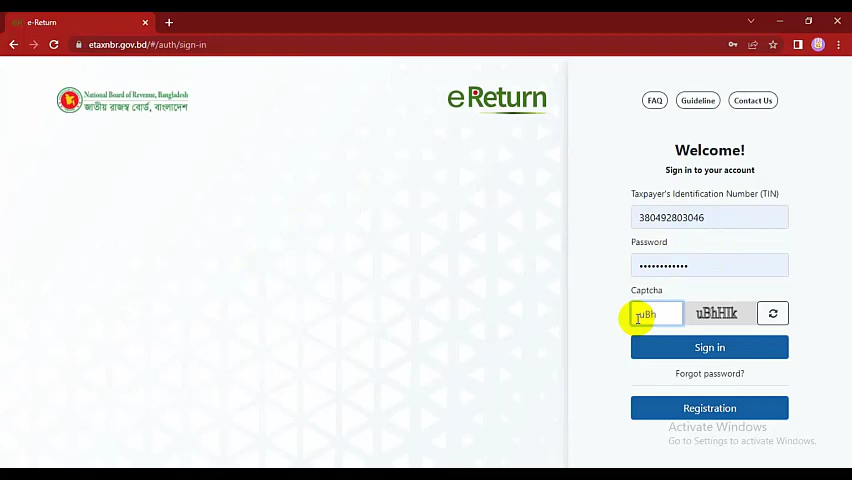 e-Return
etaxnbr.gov.bd/#/auth/sign-in
National Board of Revenue, Bangladesh
জাতীয় রাজস্ব বোর্ড, বাংলাদেশ
eReturn
FAQ
Guideline
Contact Us
Welcome!
Sign in to your account
Taxpayer's Identification Number (TIN)
380492803046
Password
••••••••••••
Captcha
uBh
uBhHIk
Sign in
Forgot password?
Registration
Activate Windows
Go to Settings to activate Windows.